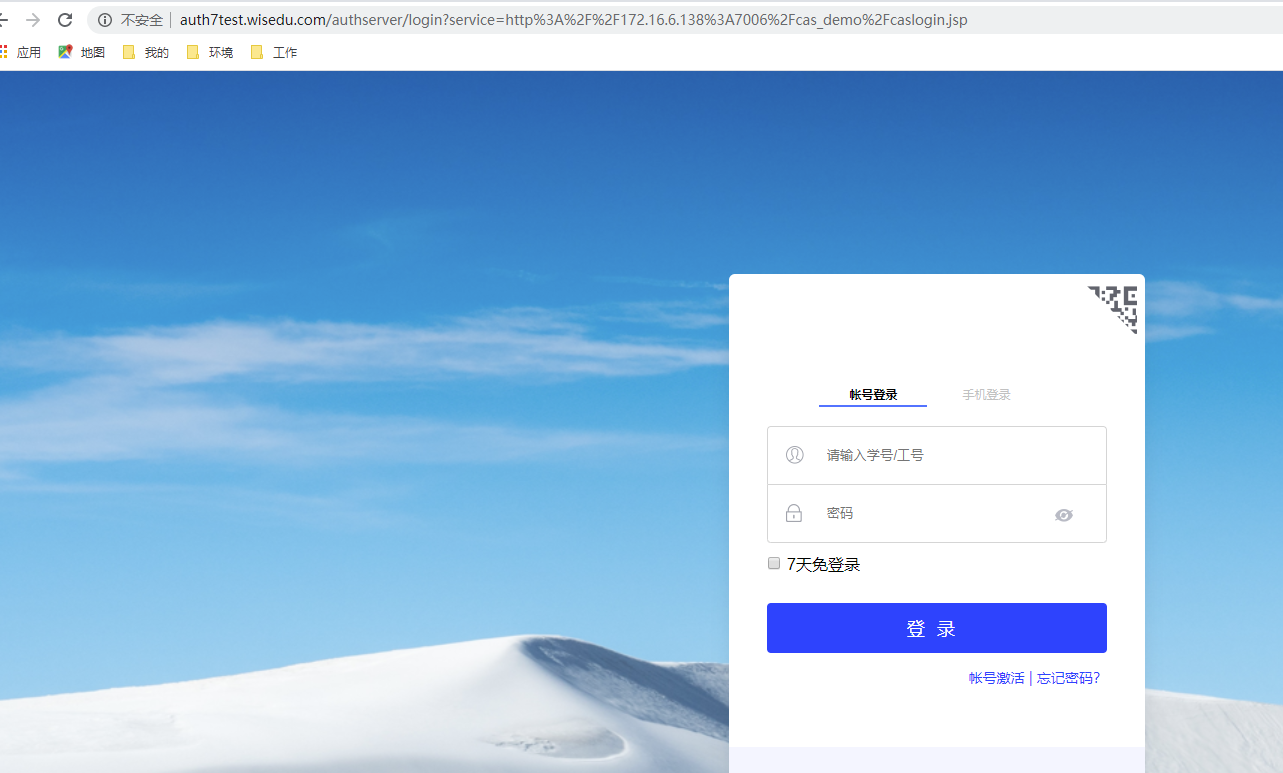 不安全 | auth7test.wisedu.com/authserver/login?service=http%3A%2F%2F172.16.6.138%3A7006%2Fcas_demo%2Fcaslogin.jsp
应用 地图 我的 环境 工作
帐号登录 手机登录
请输入学号/工号
密码
7天免登录
登 录
帐号激活 | 忘记密码?